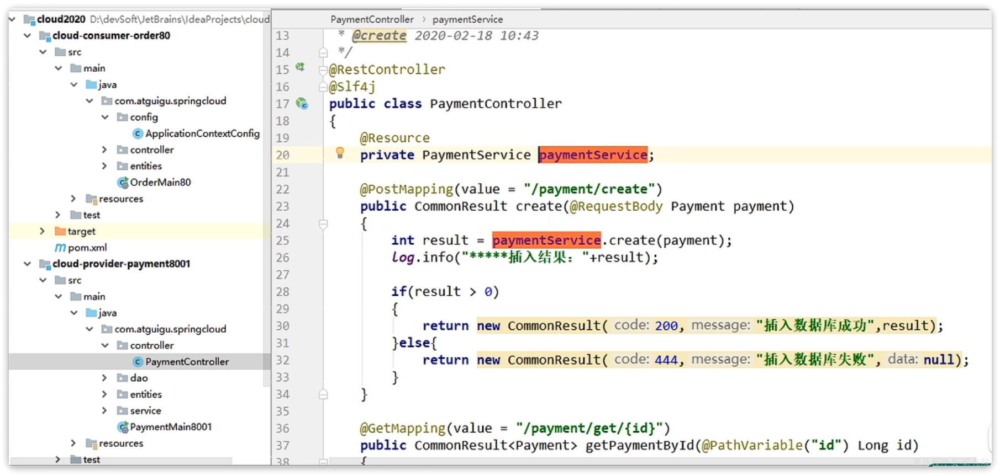 cloud2020 D:\devSoft\JetBrains\IdeaProjects\cloud
cloud-consumer-order80
src
main
java
com.atguigu.springcloud
config
ApplicationContextConfig
controller
entities
OrderMain80
resources
test
target
pom.xml
cloud-provider-payment8001
src
main
java
com.atguigu.springcloud
controller
PaymentController
dao
entities
service
PaymentMain8001
resources
test
PaymentController > paymentService
13 * @create 2020-02-18 10:43
14 */
15 @RestController
16 @Slf4j
17 public class PaymentController
18 {
19 @Resource
20 private PaymentService paymentService;
21
22 @PostMapping(value = "/payment/create")
23 public CommonResult create(@RequestBody Payment payment)
24 {
25 int result = paymentService.create(payment);
26 log.info("*****插入结果："+result);
27
28 if(result > 0)
29 {
30 return new CommonResult( code: 200, message: "插入数据库成功",result);
31 }else{
32 return new CommonResult( code: 444, message: "插入数据库失败", data: null);
33 }
34 }
35
36 @GetMapping(value = "/payment/get/{id}")
37 public CommonResult<Payment> getPaymentById(@PathVariable("id") Long id)
38 {